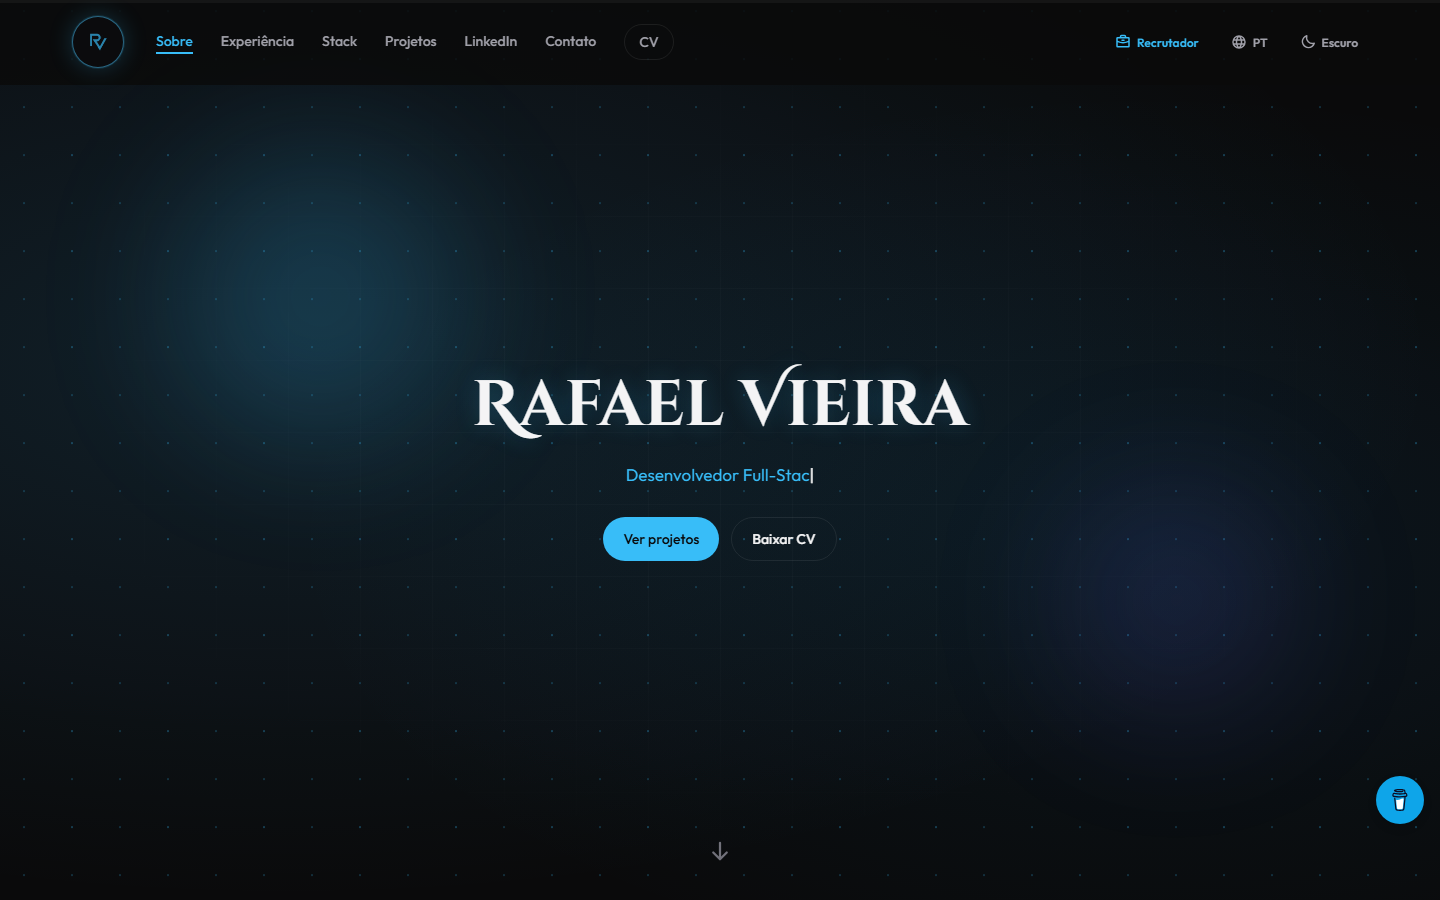 RV
Sobre Experiência Stack Projetos LinkedIn Contato CV Recrutador PT Escuro
RAFAEL VIEIRA
Desenvolvedor Full-Stac
Ver projetos Baixar CV